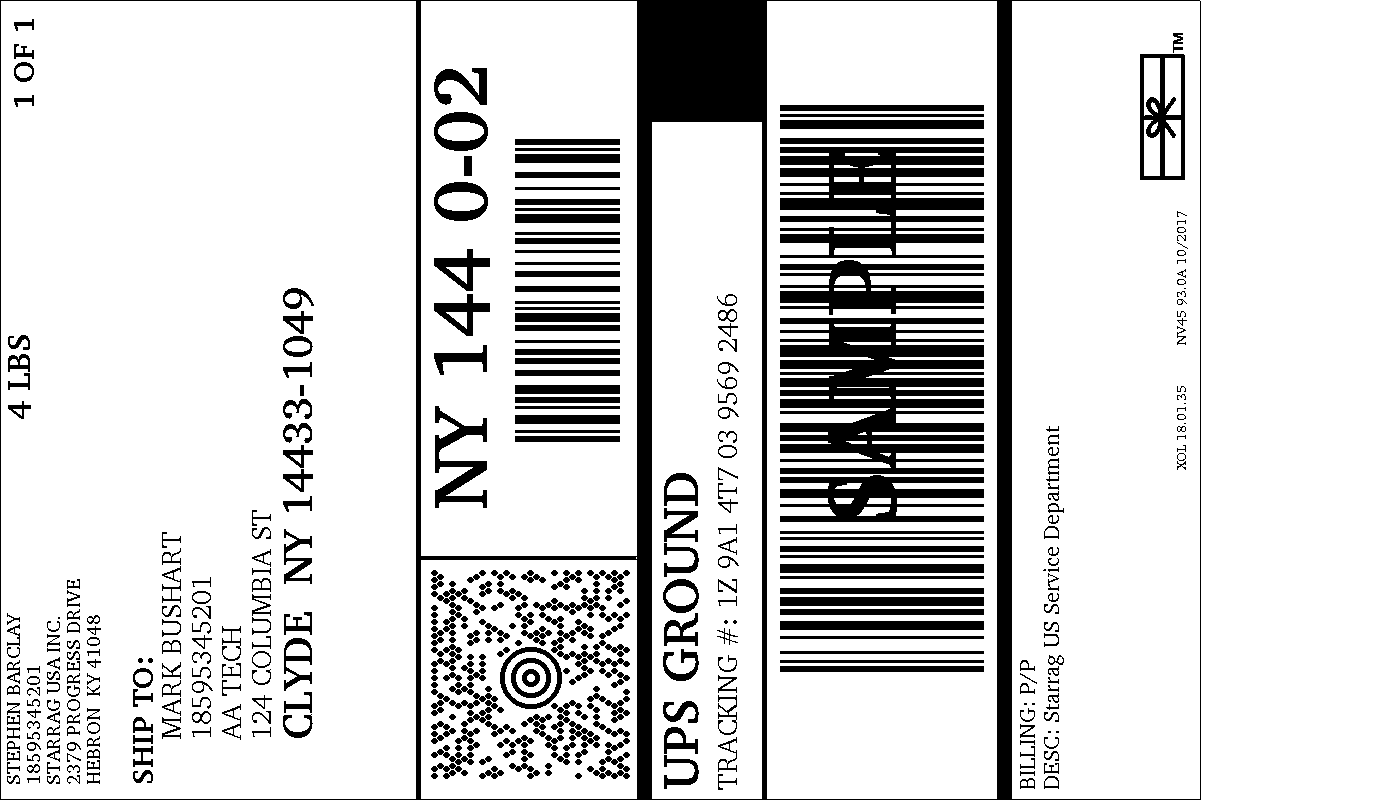 STEPHEN BARCLAY
18595345201
STARRAG USA INC.
2379 PROGRESS DRIVE
HEBRON KY 41048
4 LBS
1 OF 1
SHIP TO:
MARK BUSHART
18595345201
AA TECH
124 COLUMBIA ST
CLYDE NY 14433-1049
NY 144 0-02
UPS GROUND
TRACKING #: 1Z 9A1 4T7 03 9569 2486
SAMPLE
BILLING: P/P
DESC: Starrag US Service Department
XOL 18.01.35 NV45 93.0A 10/2017
TM